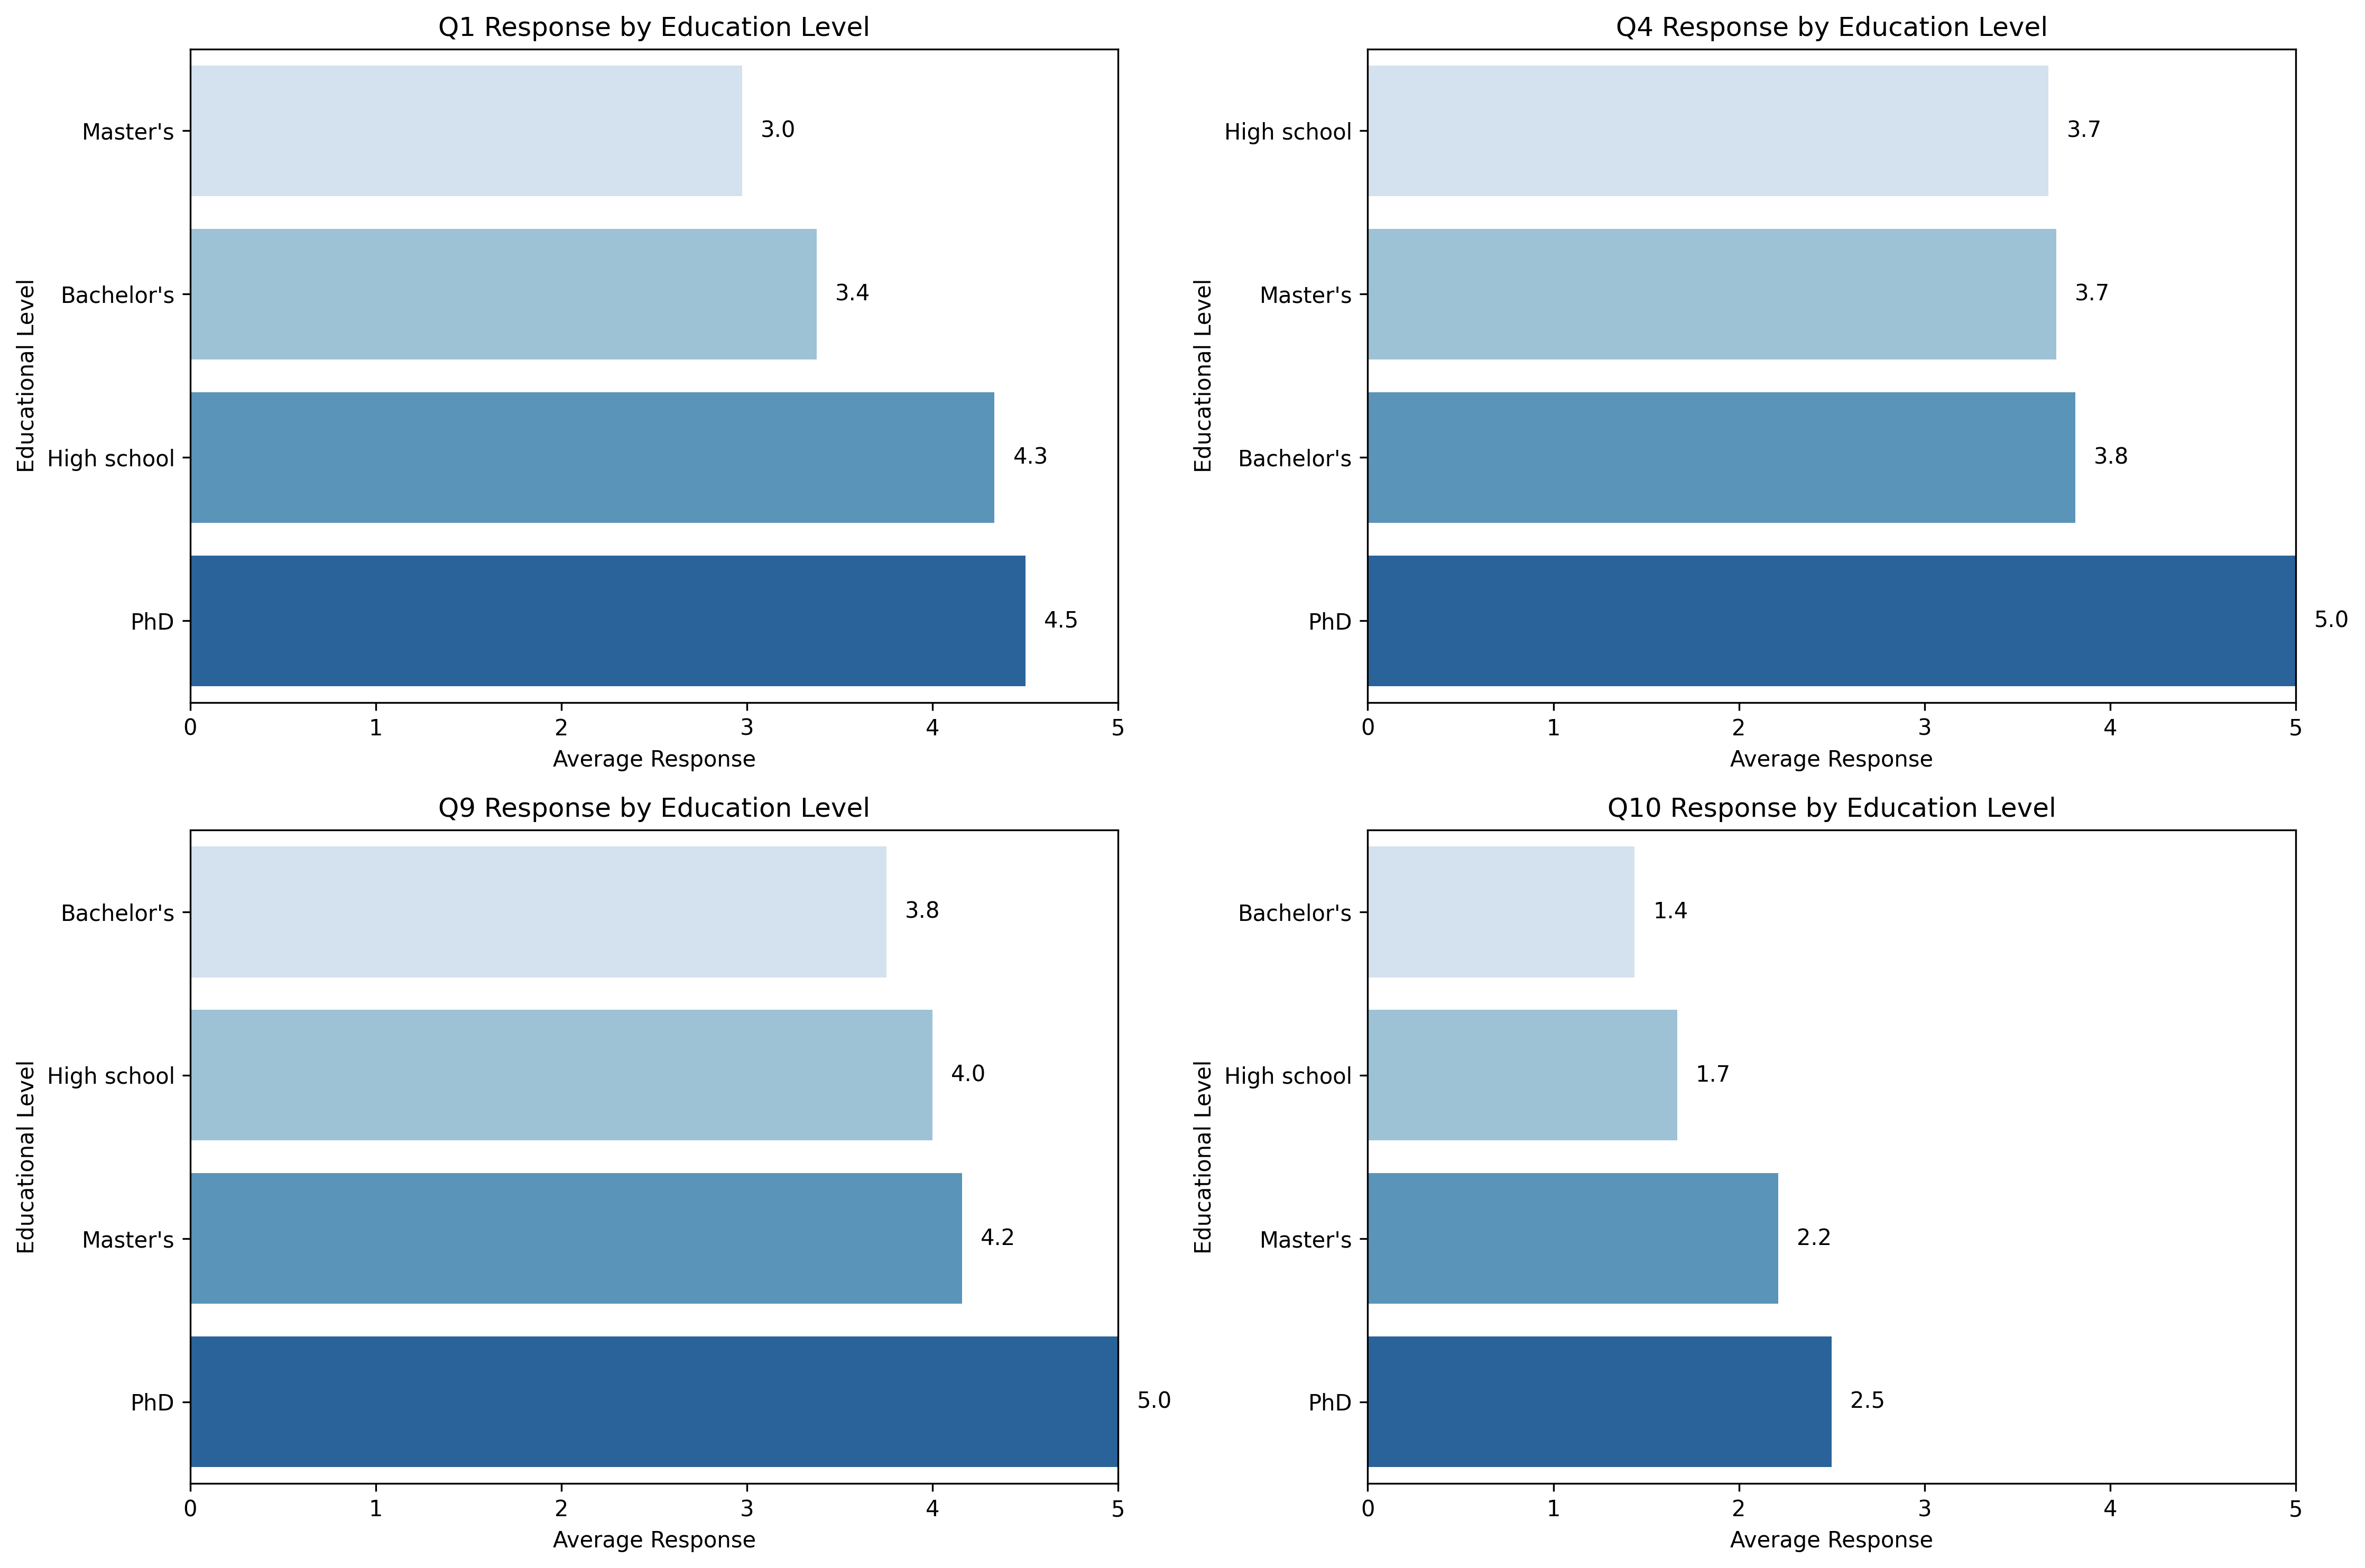 Q1 Response by Education Level
Educational Level
Master's
3.0
Bachelor's
3.4
High school
4.3
PhD
4.5
0 1 2 3 4 5
Average Response
Q4 Response by Education Level
Educational Level
High school
3.7
Master's
3.7
Bachelor's
3.8
PhD
5.0
0 1 2 3 4 5
Average Response
Q9 Response by Education Level
Educational Level
Bachelor's
3.8
High school
4.0
Master's
4.2
PhD
5.0
0 1 2 3 4 5
Average Response
Q10 Response by Education Level
Educational Level
Bachelor's
1.4
High school
1.7
Master's
2.2
PhD
2.5
0 1 2 3 4 5
Average Response